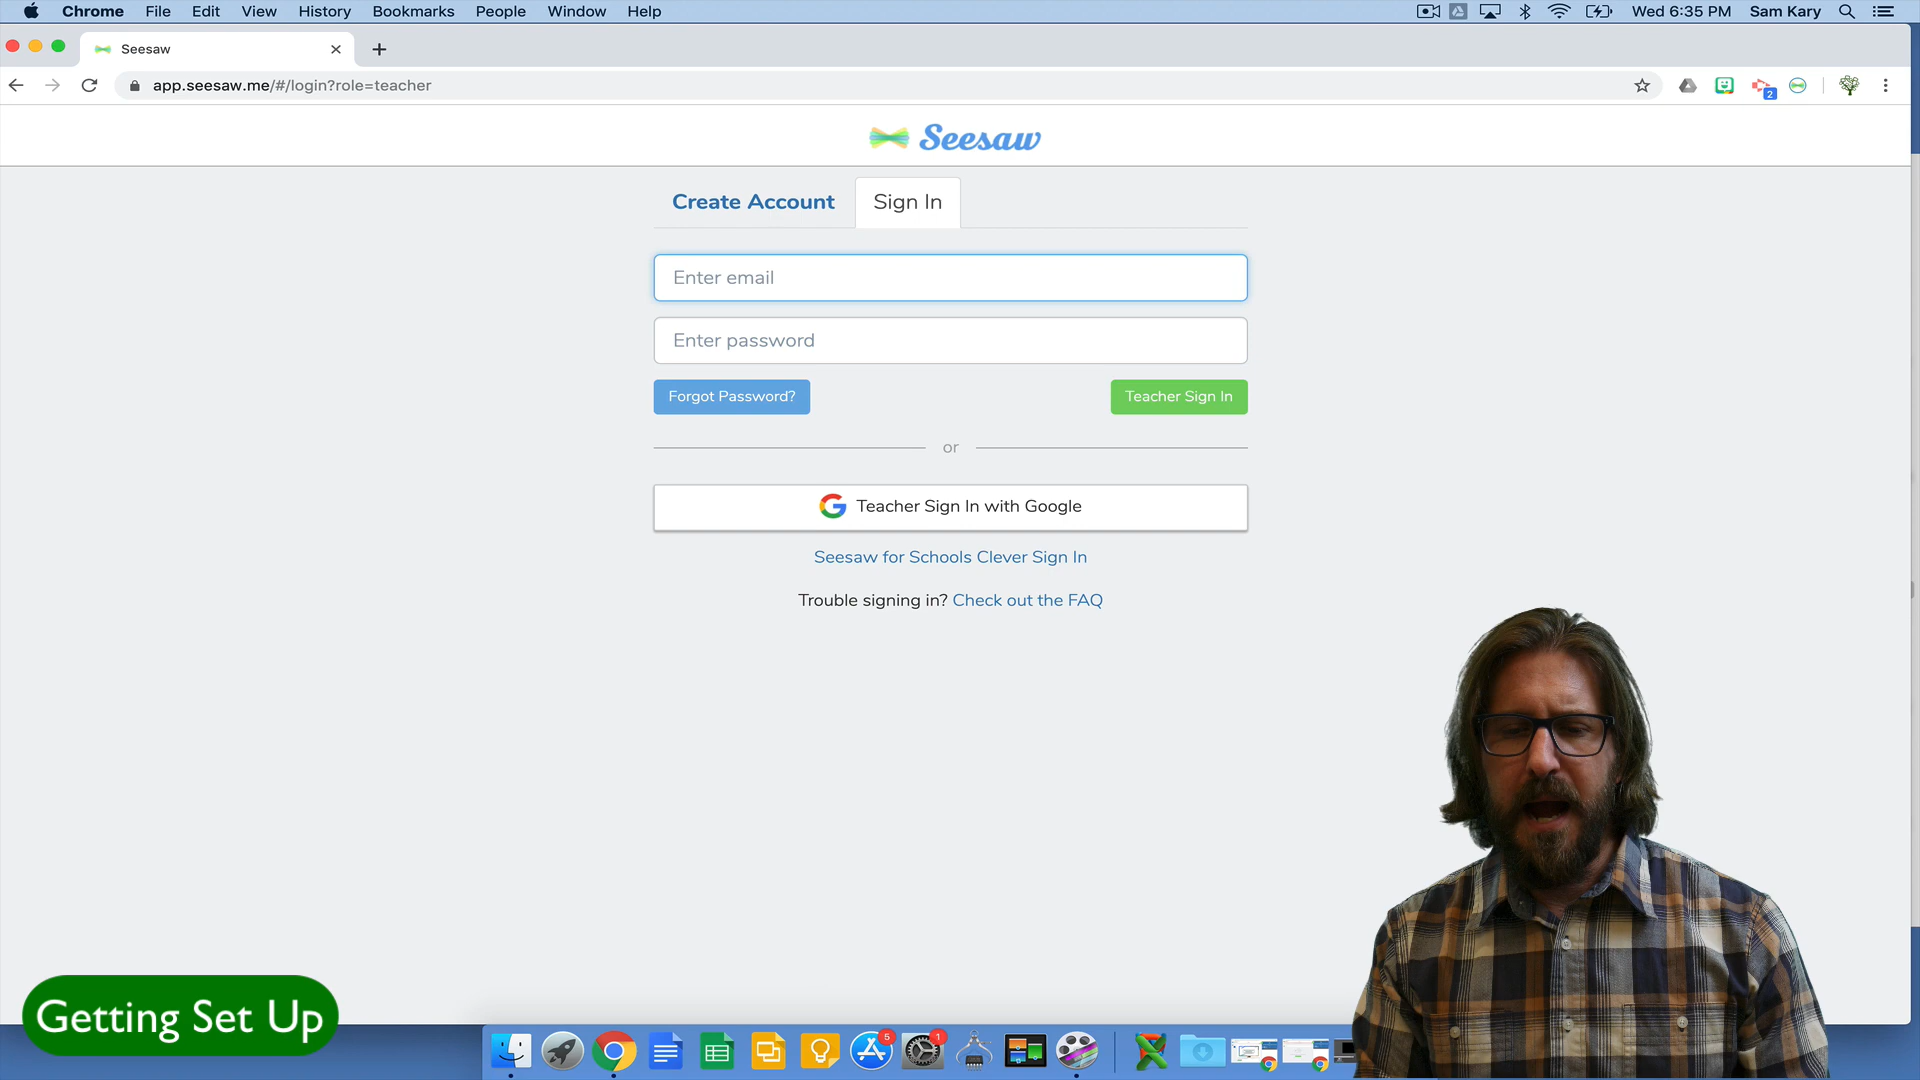 Chrome File Edit View History Bookmarks People Window Help Wed 6:35 PM Sam Kary
Seesaw
app.seesaw.me/#/login?role=teacher
2
Seesaw
Create Account Sign In
Enter email
Enter password
Forgot Password? Teacher Sign In
or
G Teacher Sign In with Google
Seesaw for Schools Clever Sign In
Trouble signing in? Check out the FAQ
Getting Set Up
5 1